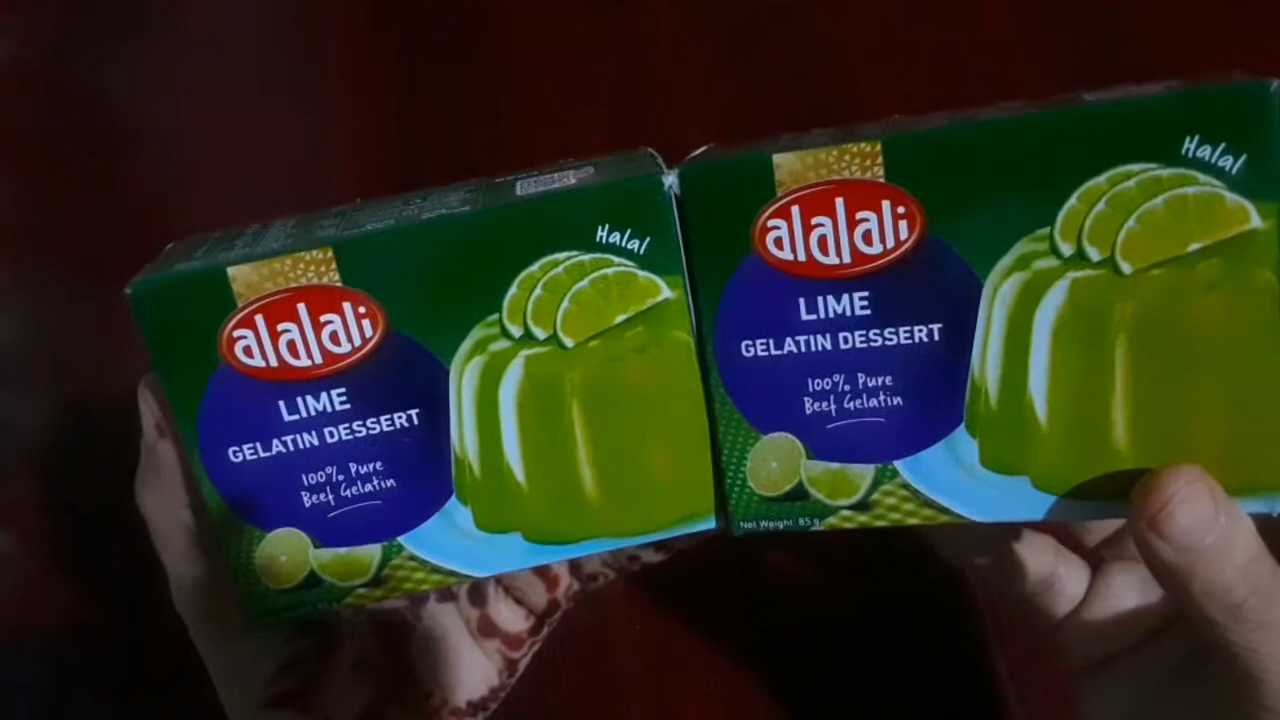 Halal
alalali
LIME
GELATIN DESSERT
100% Pure
Beef Gelatin
Halal
alalali
LIME
GELATIN DESSERT
100% Pure
Beef Gelatin
Net Weight: 85 g